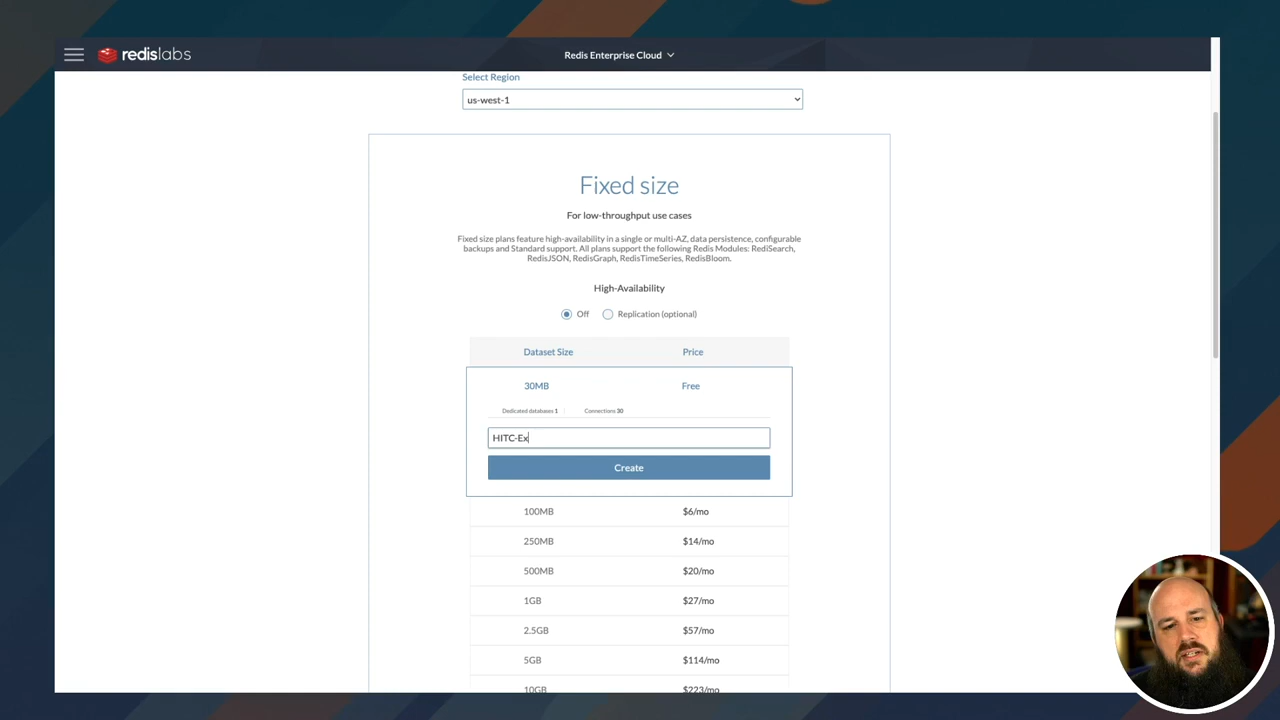 redislabs
Redis Enterprise Cloud
Select Region
us-west-1
Fixed size
For low-throughput use cases
Fixed size plans feature high-availability in a single or multi-AZ, data persistence, configurable
backups and Standard support. All plans support the following Redis Modules: RediSearch,
RedisJSON, RedisGraph, RedisTimeSeries, RedisBloom.
High-Availability
Off Replication (optional)
Dataset Size Price
30MB Free
Dedicated databases 1 Connections 30
HITC-Ex
Create
100MB $6/mo
250MB $14/mo
500MB $20/mo
1GB $27/mo
2.5GB $57/mo
5GB $114/mo
10GB $223/mo